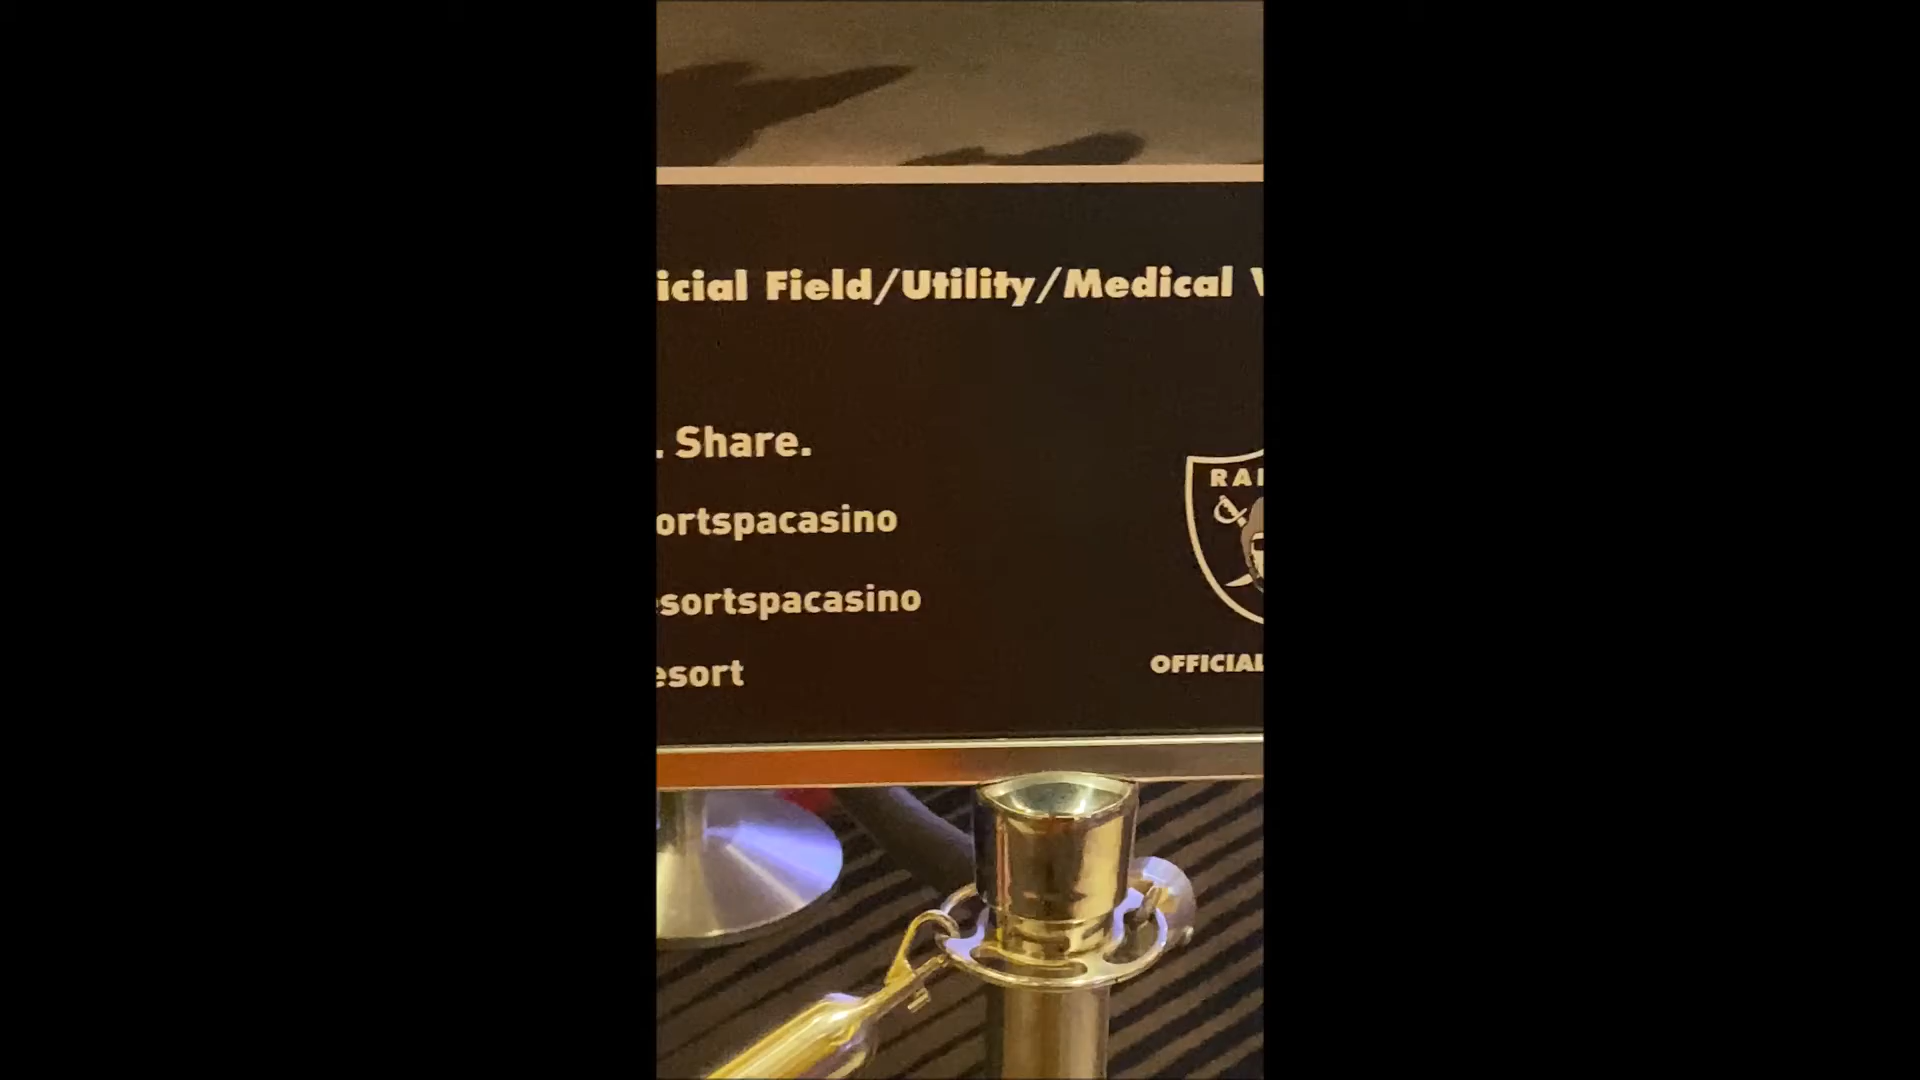 icial Field/Utility/Medical
. Share.
ortspacasino
esortspacasino
esort
RAI
OFFICIAL